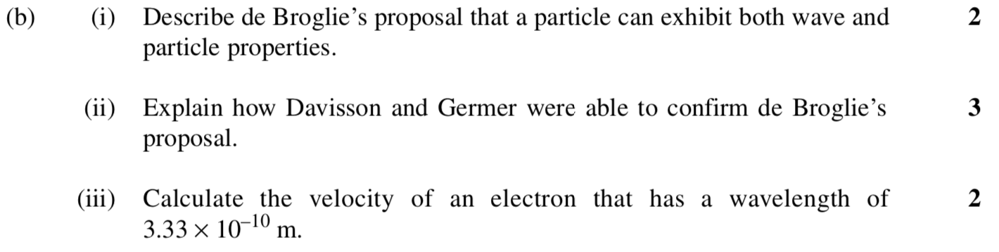 (b) (i) Describe de Broglie’s proposal that a particle can exhibit both wave and 2
particle properties.
(ii) Explain how Davisson and Germer were able to confirm de Broglie’s 3
proposal.
(iii) Calculate the velocity of an electron that has a wavelength of 2
3.33 × 10⁻¹⁰ m.